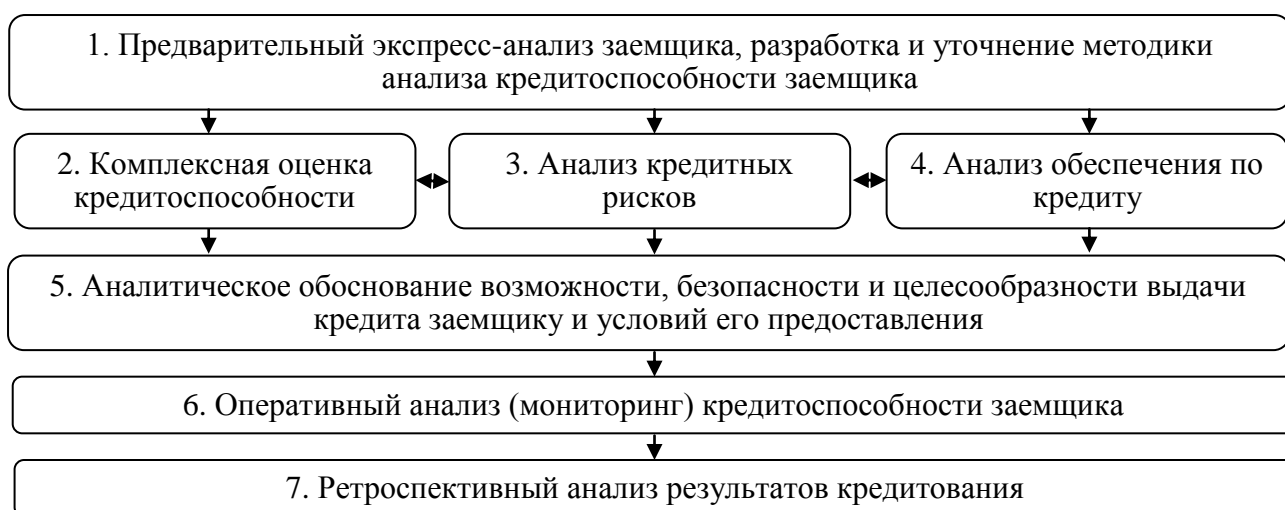 1. Предварительный экспресс-анализ заемщика, разработка и уточнение методики
анализа кредитоспособности заемщика
2. Комплексная оценка
кредитоспособности
3. Анализ кредитных
рисков
4. Анализ обеспечения по
кредиту
5. Аналитическое обоснование возможности, безопасности и целесообразности выдачи
кредита заемщику и условий его предоставления
6. Оперативный анализ (мониторинг) кредитоспособности заемщика
7. Ретроспективный анализ результатов кредитования